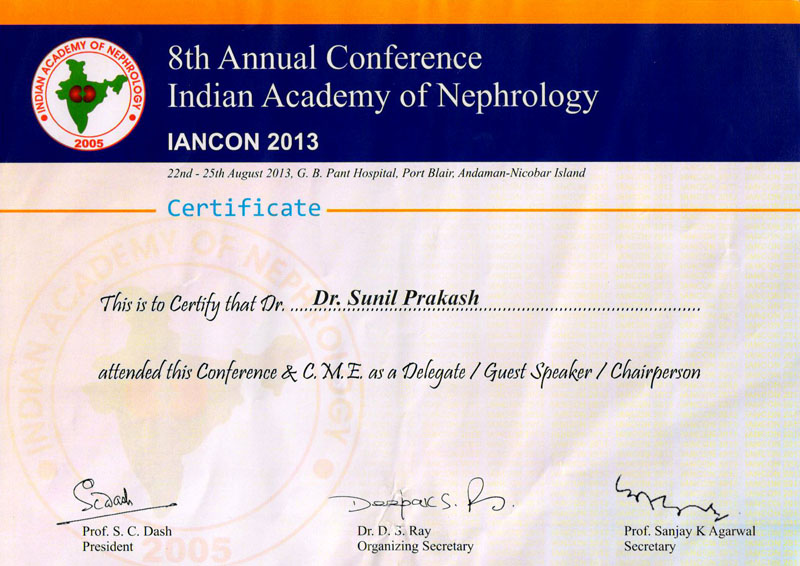 INDIAN ACADEMY OF NEPHROLOGY
2005
8th Annual Conference
Indian Academy of Nephrology
IANCON 2013
22nd - 25th August 2013, G. B. Pant Hospital, Port Blair, Andaman-Nicobar Island
Certificate
This is to Certify that Dr. Dr. Sunil Prakash
attended this Conference & C. M. E. as a Delegate / Guest Speaker / Chairperson
INDIAN ACADEMY OF NEPHROLOGY
2005
SCDash
Prof. S. C. Dash
President
Deepak S. Ray
Dr. D. S. Ray
Organizing Secretary
Prof. Sanjay K Agarwal
Secretary